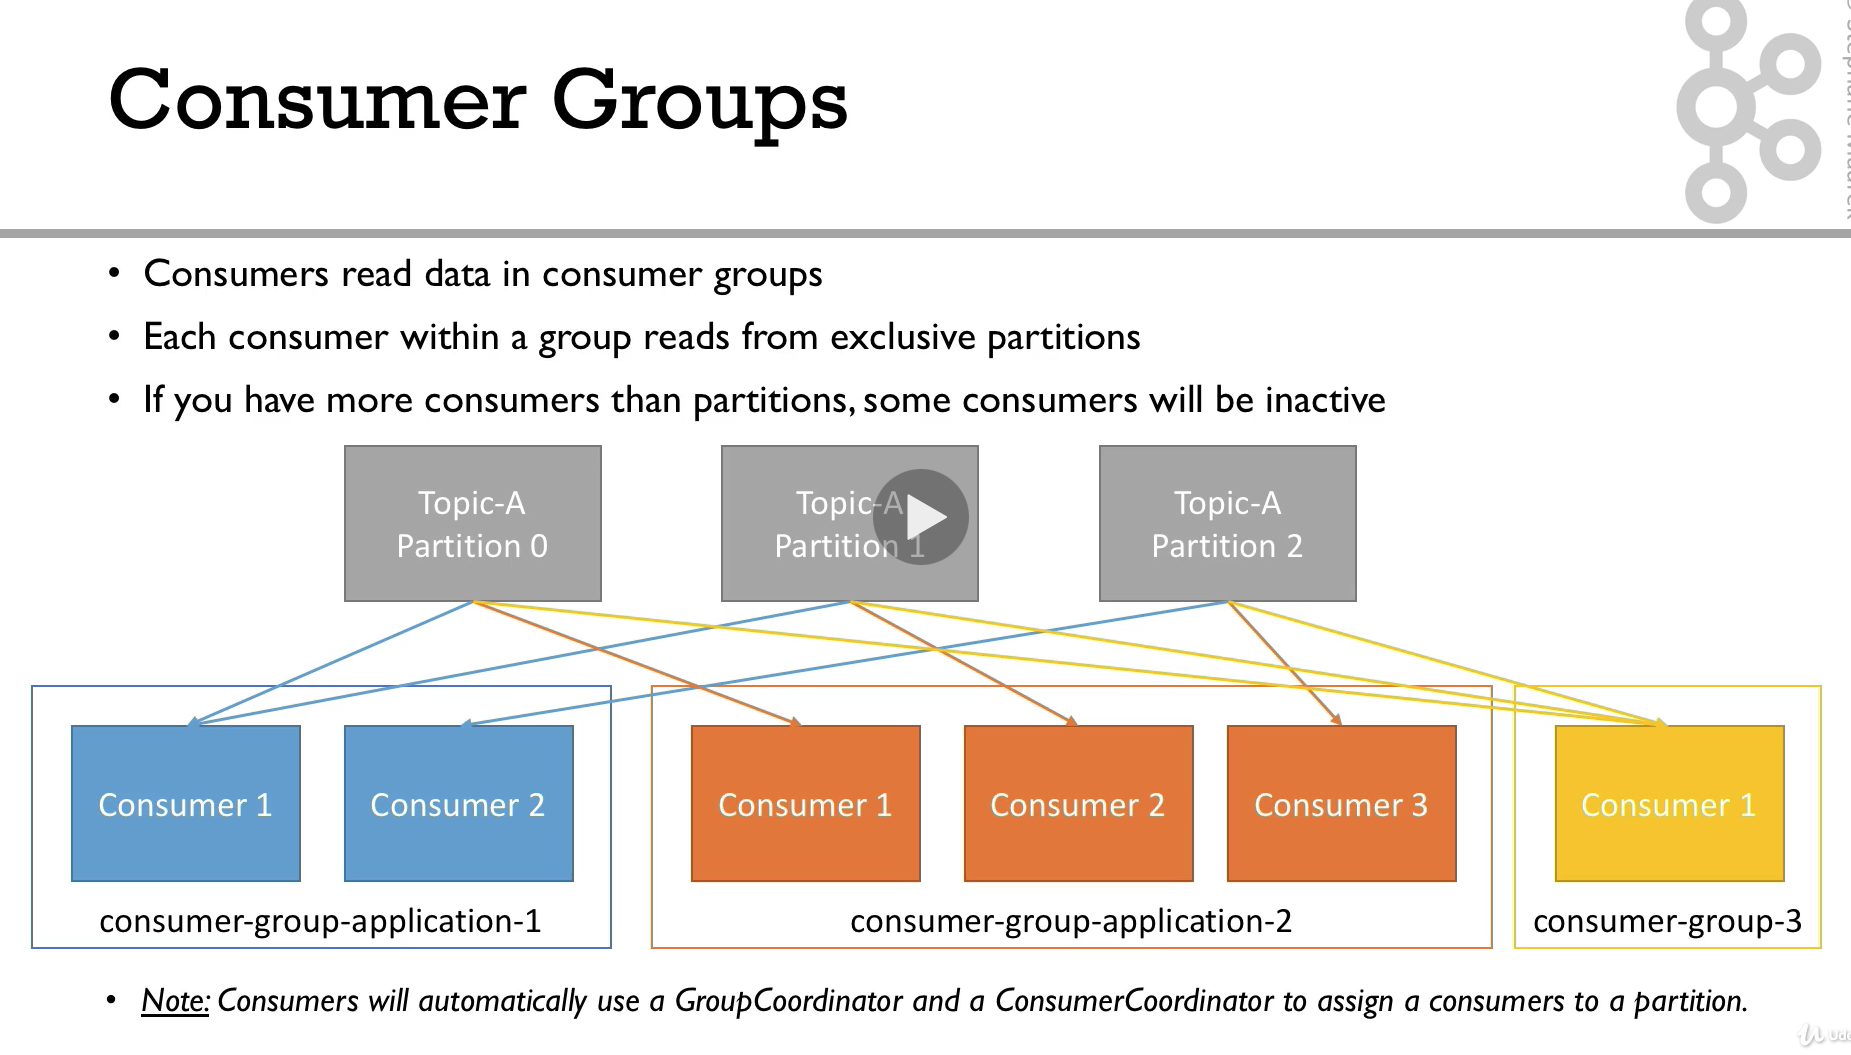 Consumer Groups
• Consumers read data in consumer groups
• Each consumer within a group reads from exclusive partitions
• If you have more consumers than partitions, some consumers will be inactive
Topic-A
Partition 0
Topic-A
Partition 1
Topic-A
Partition 2
Consumer 1
Consumer 2
consumer-group-application-1
Consumer 1
Consumer 2
Consumer 3
consumer-group-application-2
Consumer 1
consumer-group-3
• Note: Consumers will automatically use a GroupCoordinator and a ConsumerCoordinator to assign a consumers to a partition.